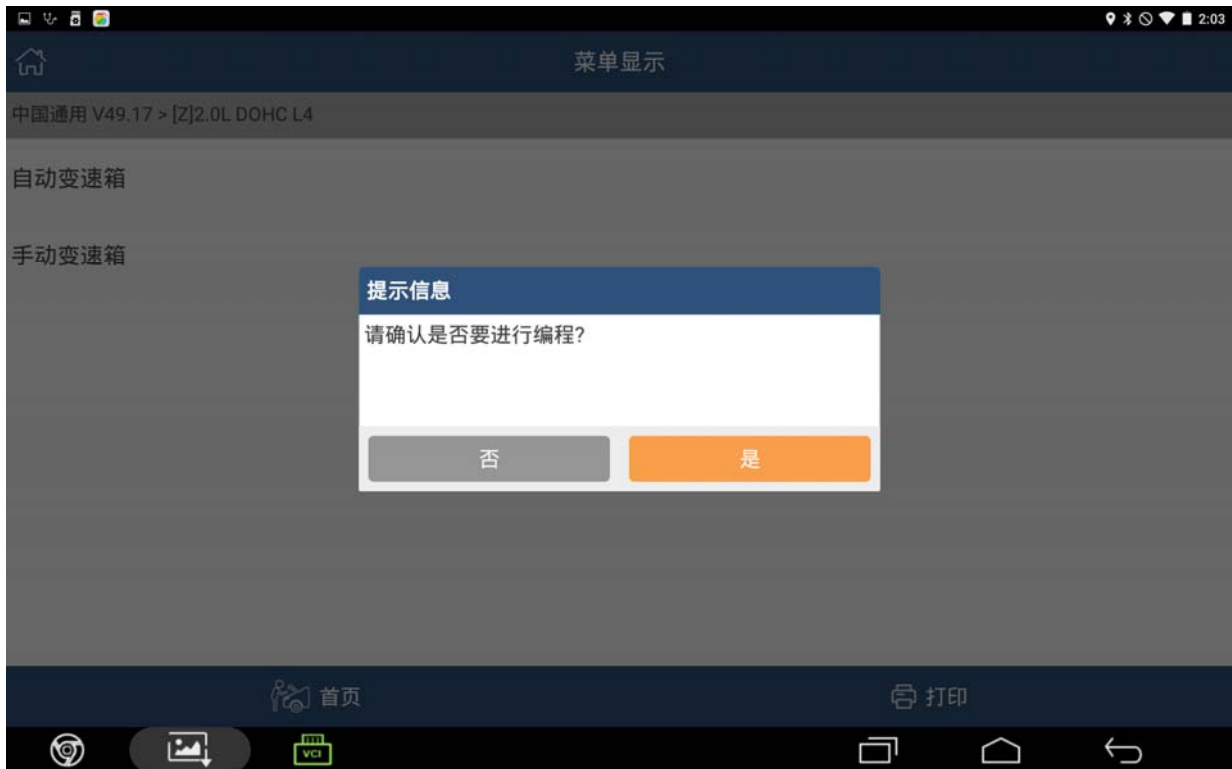 2:03
菜单显示
中国通用 V49.17 > [Z]2.0L DOHC L4
自动变速箱
手动变速箱
提示信息
请确认是否要进行编程?
否
是
首页
打印
VCI